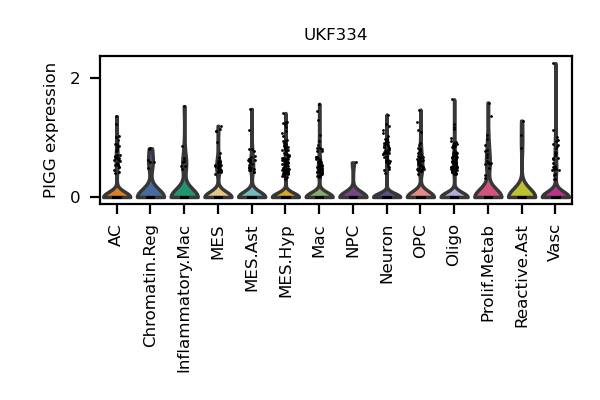 UKF334
PIGG expression
2
0
AC
Chromatin.Reg
Inflammatory.Mac
MES
MES.Ast
MES.Hyp
Mac
NPC
Neuron
OPC
Oligo
Prolif.Metab
Reactive.Ast
Vasc